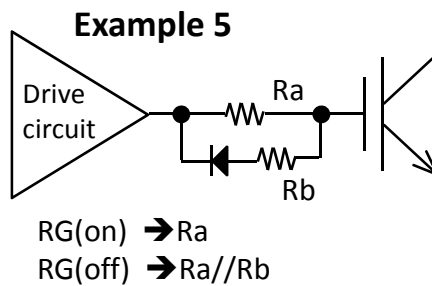 Example 5
Drive
circuit
Ra
Rb
RG(on) ➔Ra
RG(off) ➔Ra//Rb